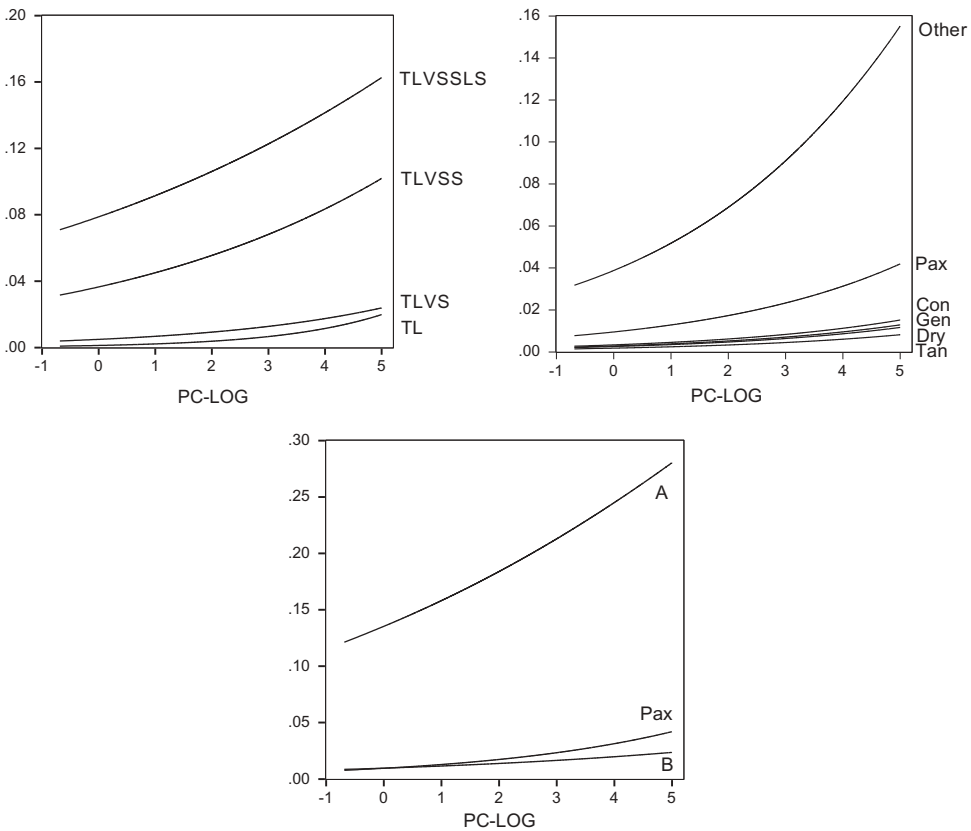 .20
.16
.12
.08
.04
.00
-1 0 1 2 3 4 5
PC-LOG
TLVSSLS
TLVSS
TLVS
TL
.16
.14
.12
.10
.08
.06
.04
.02
.00
-1 0 1 2 3 4 5
PC-LOG
Other
Pax
Con
Gen
Dry
Tan
.30
.25
.20
.15
.10
.05
.00
-1 0 1 2 3 4 5
PC-LOG
A
Pax
B